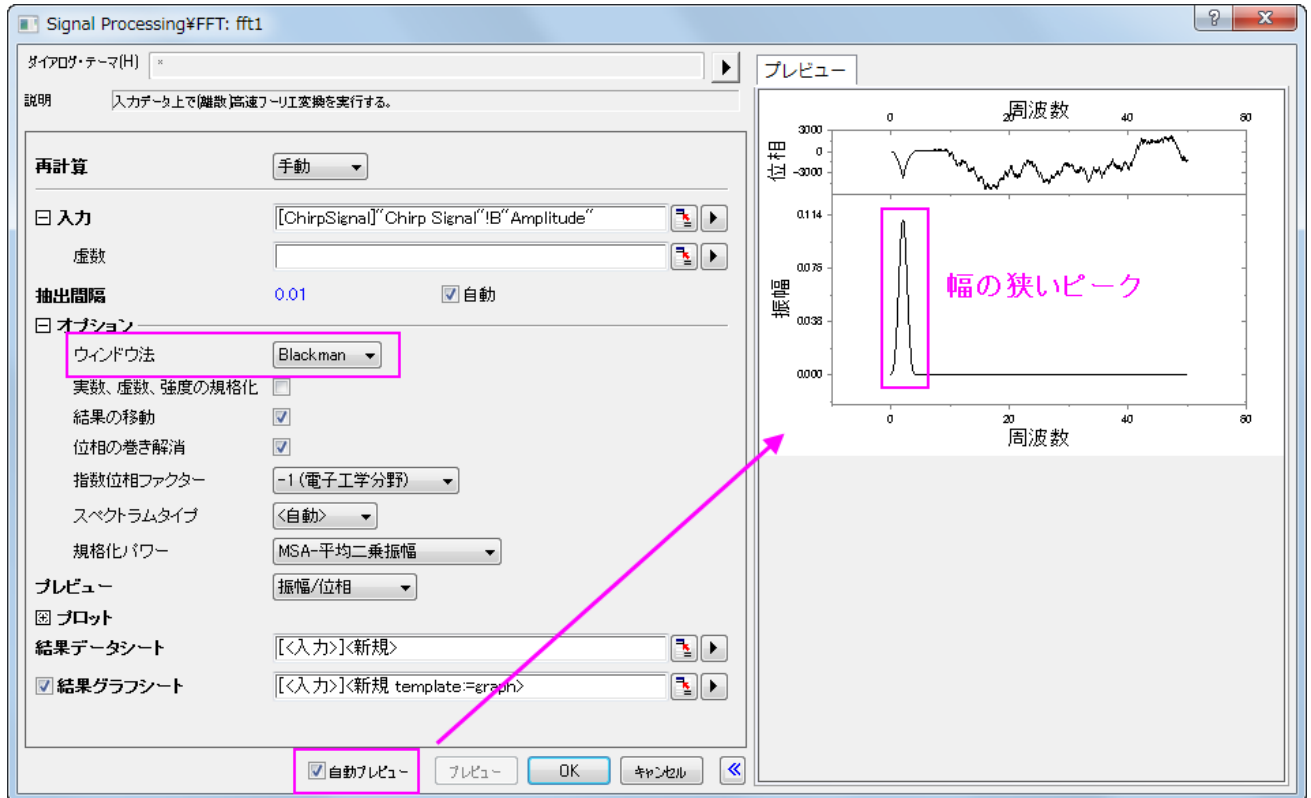 Signal Processing¥FFT: fft1
ダイアログ・テーマ(H) *
説明 入力データ上で(離散)高速フーリエ変換を実行する。
再計算 手動
入力 [ChirpSignal]"Chirp Signal"!B"Amplitude"
虚数
抽出間隔 0.01 自動
オプション
ウィンドウ法 Blackman
実数、虚数、強度の規格化
結果の移動
位相の巻き解消
指数位相ファクター -1 (電子工学分野)
スペクトラムタイプ <自動>
規格化パワー MSA-平均二乗振幅
プレビュー 振幅/位相
プロット
結果データシート [<入力>]<新規>
結果グラフシート [<入力>]<新規 template:=graph>
自動プレビュー プレビュー OK キャンセル
プレビュー
周波数
0 20 40 60
位相
3000
0
-3000
振幅
0.114
0.076
0.038
0.000
幅の狭いピーク
0 20 40 60
周波数